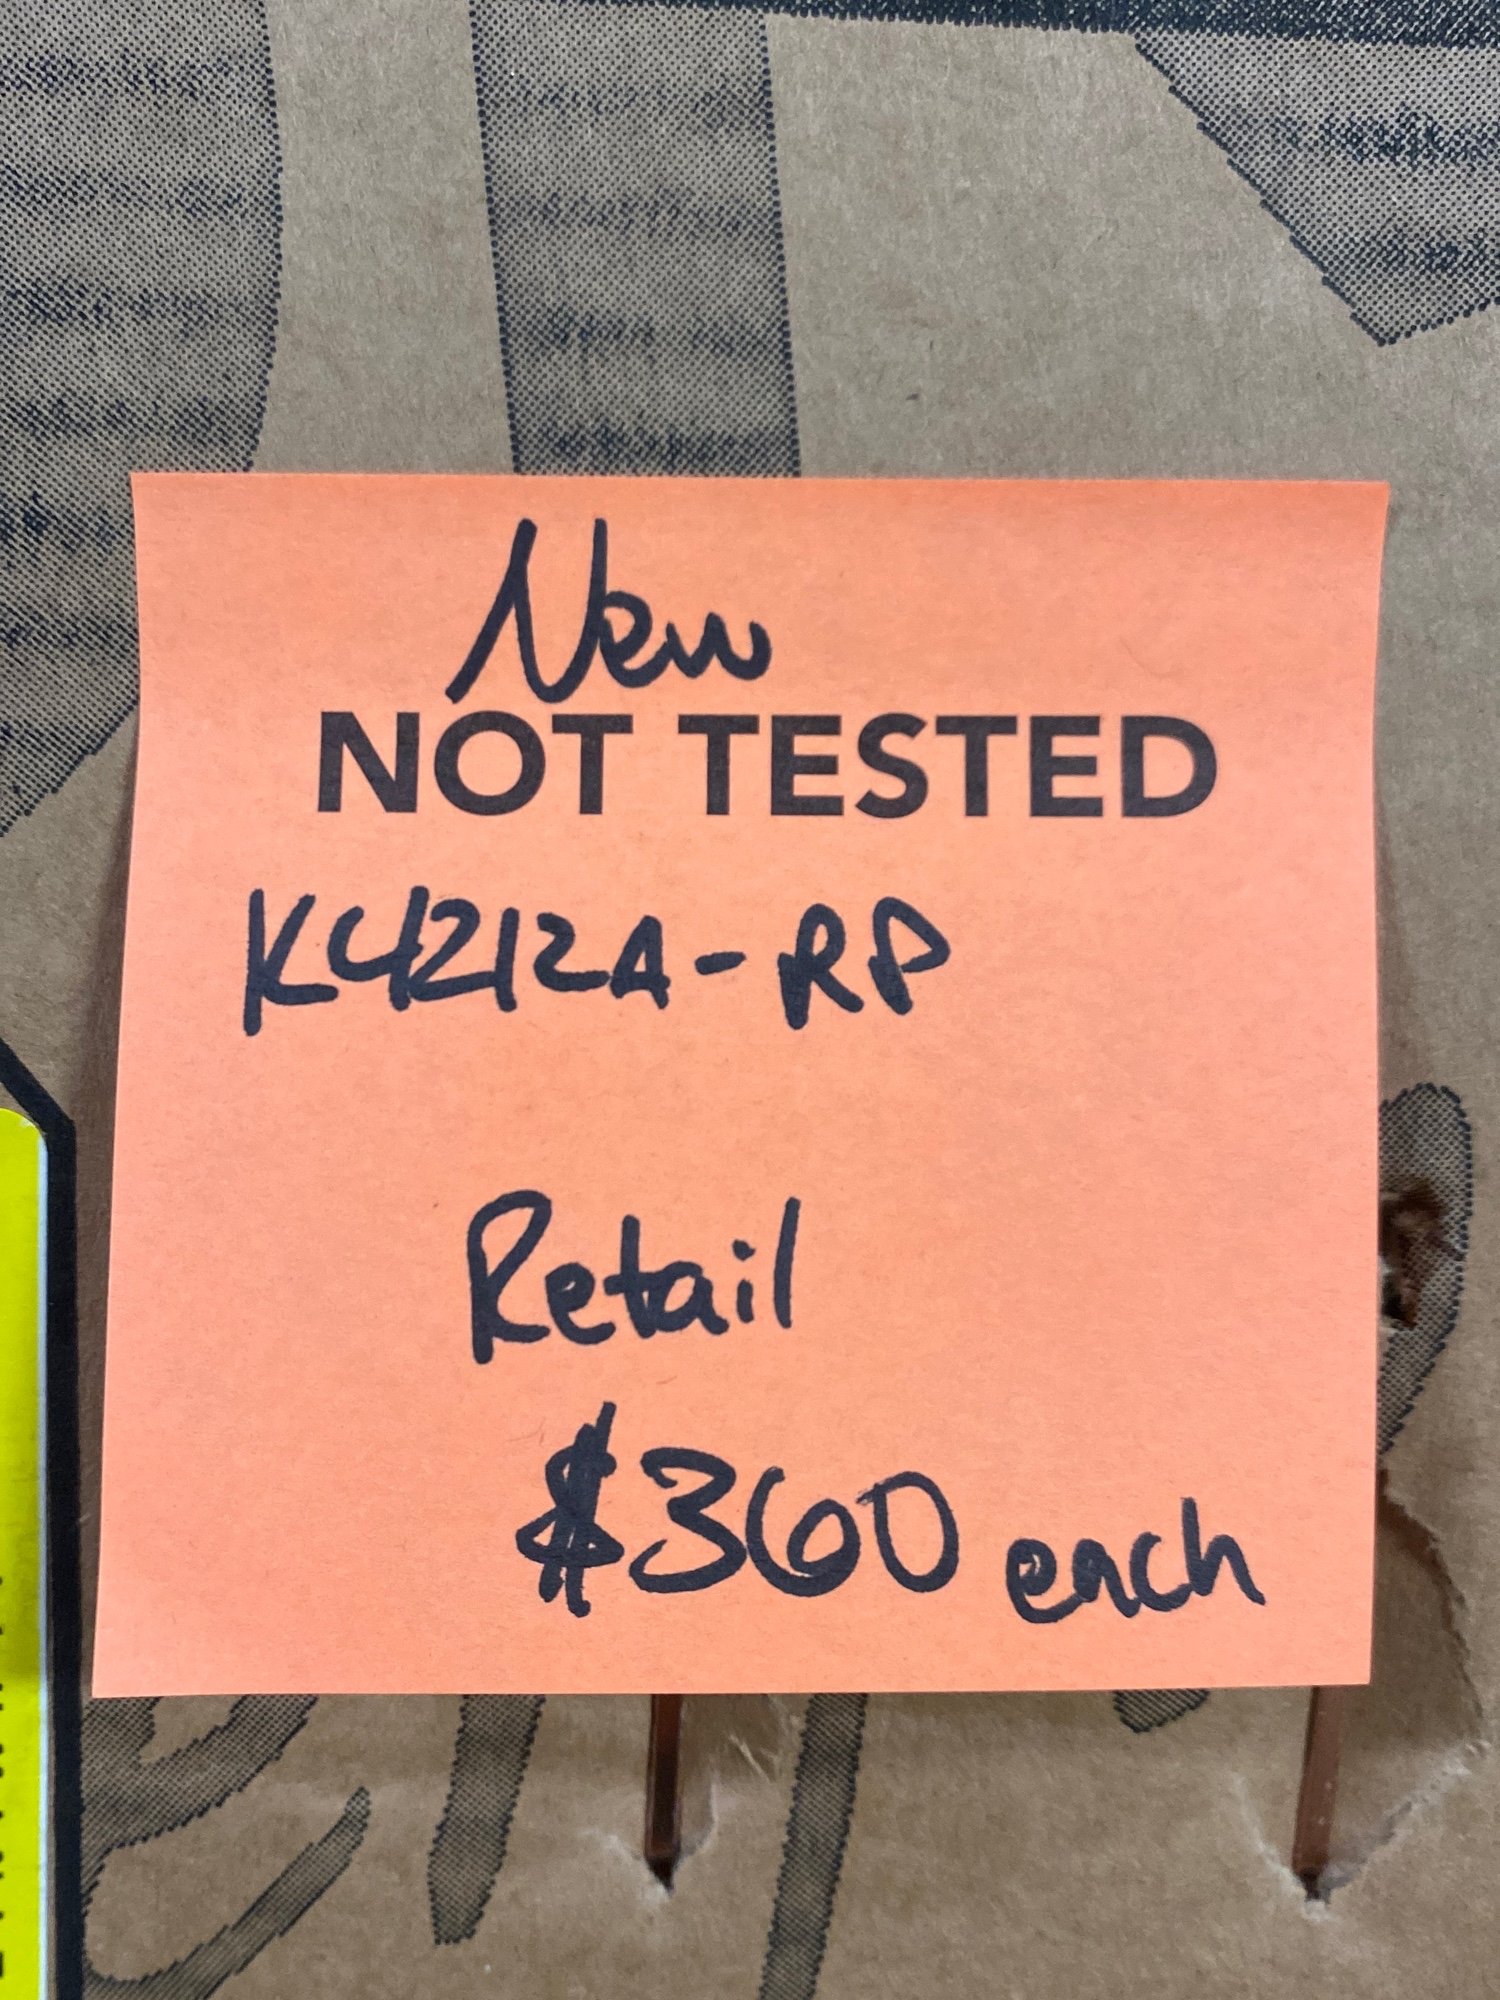 New
NOT TESTED
K4212A-RP
Retail
$360 each